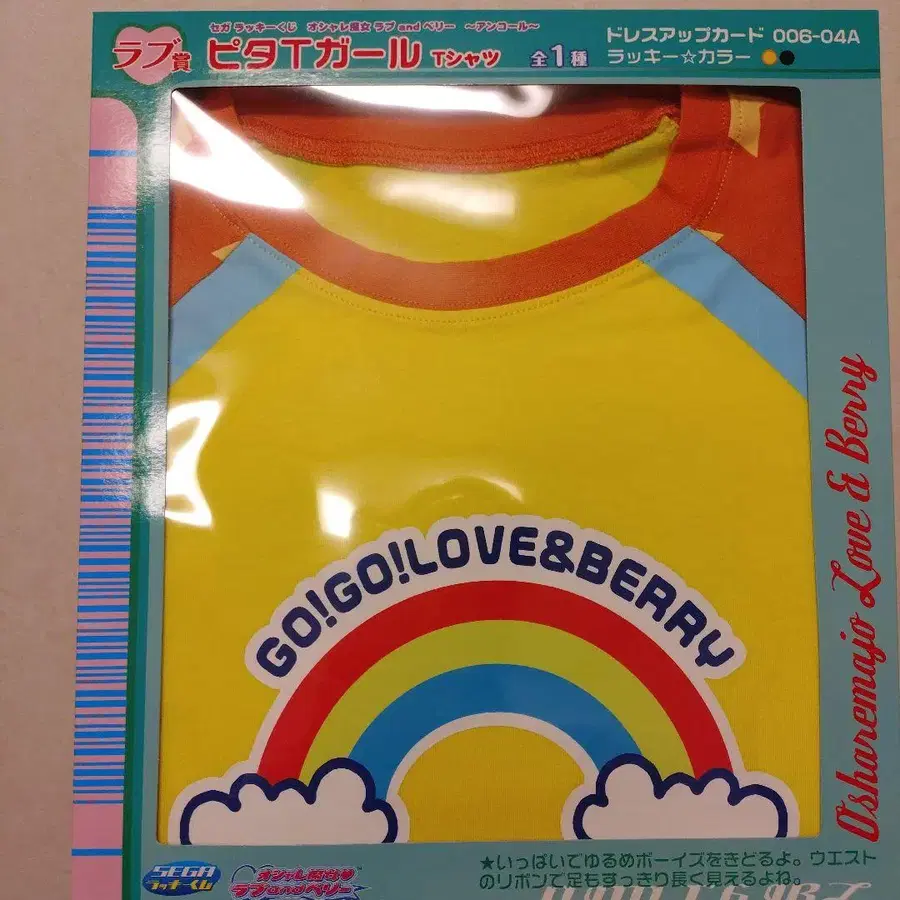 セガ ラッキーくじ オシャレ魔女 ラブ and ベリー ～アンコール～
ラブ賞
ピタTガール Tシャツ 全1種
ドレスアップカード 006-04A
ラッキー☆カラー
GO!GO!LOVE&BERRY
Osharemajo Love & Berry
SEGA
ラッキーくじ
オシャレ魔女
ラブandベリー
★いっぱいでゆるめボーイズをきどるよ。ウエスト
のリボンで足もすっきり長く見えるよね。